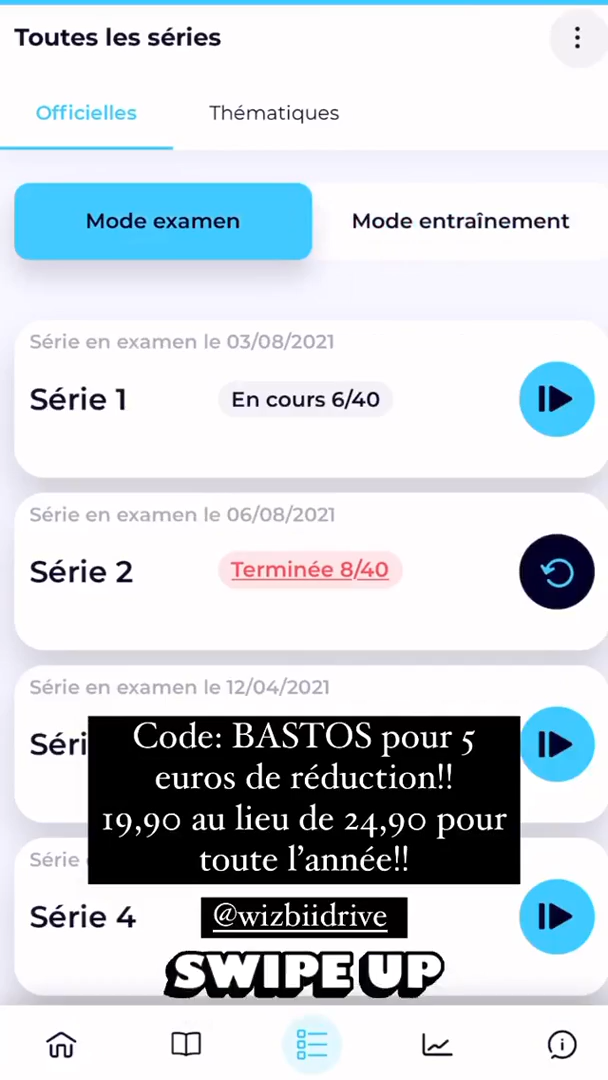 Toutes les séries
Officielles Thématiques
Mode examen Mode entraînement
Série en examen le 03/08/2021
Série 1 En cours 6/40
Série en examen le 06/08/2021
Série 2 Terminée 8/40
Série en examen le 12/04/2021
Séri
Code: BASTOS pour 5
euros de réduction!!
19,90 au lieu de 24,90 pour
toute l’année!!
Série
Série 4
@wizbiidrive
SWIPE UP